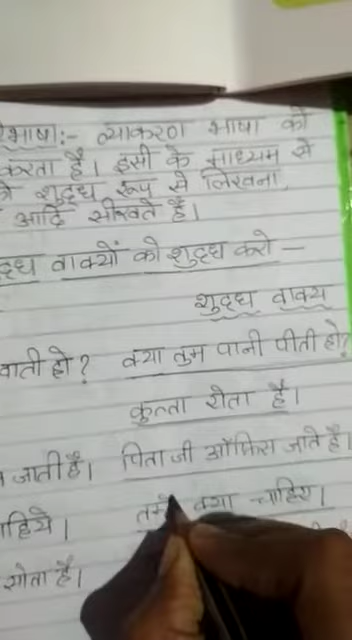 भाषा:- व्याकरण भाषा को
करता है। इसी के माध्यम से
शुद्ध रूप से लिखना,
आदि सीखते है।
वाक्यों को शुद्ध करो —
शुद्ध वाक्य
हो? क्या तुम पानी पीती हो?
कुत्ता रोता है।
जाती है। पिता जी ऑफिस जाते है।
क्या चाहिए।
सोता है।